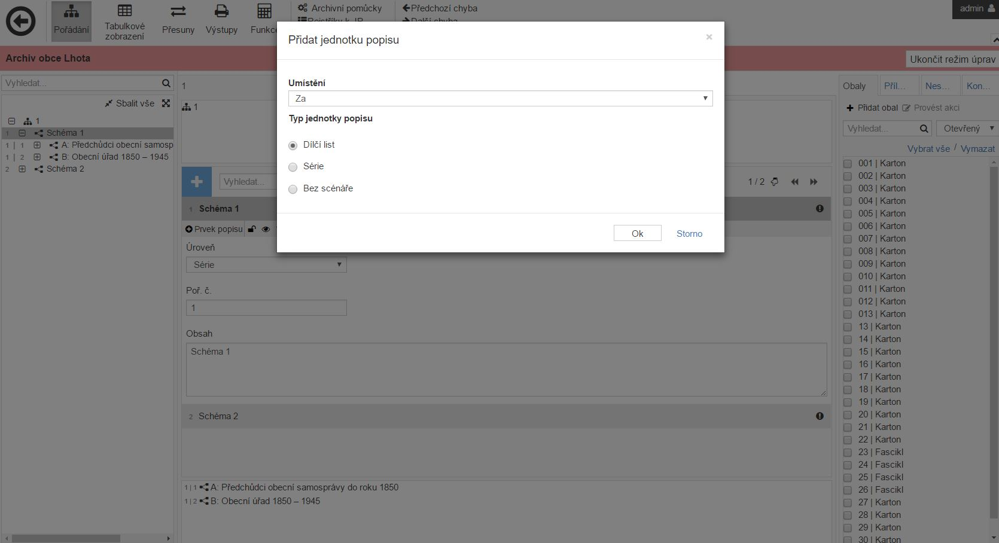 Pořádání
Tabulkové
zobrazení
Přesuny
Výstupy
Funkce
Archivní pomůcky
Rejstříky k JP
Předchozí chyba
Další chyba
admin
Archiv obce Lhota
Ukončit režim úprav
Vyhledat...
Sbalit vše
1
1 Schéma 1
1 | 1 A: Předchůdci obecní samosp
1 | 2 B: Obecní úřad 1850 – 1945
2 Schéma 2
1
1
Přidat jednotku popisu
×
Umístění
Za
Typ jednotky popisu
Dílčí list
Série
Bez scénáře
Ok
Storno
Vyhledat...
1 / 2
1 Schéma 1
Prvek popisu
Úroveň
Série
Poř. č.
1
Obsah
Schéma 1
2 Schéma 2
1 | 1 A: Předchůdci obecní samosprávy do roku 1850
1 | 2 B: Obecní úřad 1850 – 1945
Obaly
Příl...
Nes...
Kon...
Přidat obal
Provést akci
Vyhledat...
Otevřený
Vybrat vše / Vymazat
001 | Karton
002 | Karton
003 | Karton
004 | Karton
005 | Karton
006 | Karton
007 | Karton
008 | Karton
009 | Karton
010 | Karton
011 | Karton
012 | Karton
013 | Karton
13 | Karton
14 | Karton
15 | Karton
16 | Karton
17 | Karton
18 | Karton
19 | Karton
20 | Karton
21 | Karton
22 | Karton
23 | Fascikl
24 | Fascikl
25 | Fascikl
26 | Fascikl
27 | Karton
28 | Karton
29 | Karton
30 | Karton